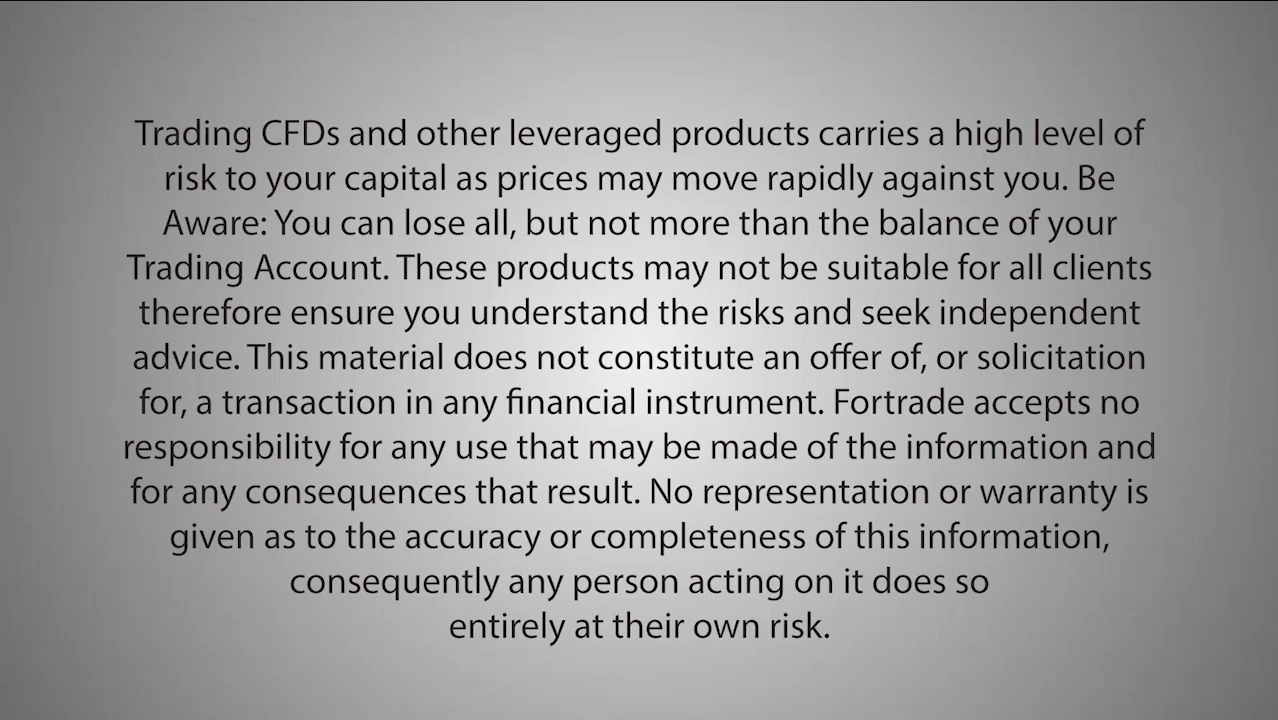 Trading CFDs and other leveraged products carries a high level of
risk to your capital as prices may move rapidly against you. Be
Aware: You can lose all, but not more than the balance of your
Trading Account. These products may not be suitable for all clients
therefore ensure you understand the risks and seek independent
advice. This material does not constitute an offer of, or solicitation
for, a transaction in any financial instrument. Fortrade accepts no
responsibility for any use that may be made of the information and
for any consequences that result. No representation or warranty is
given as to the accuracy or completeness of this information,
consequently any person acting on it does so
entirely at their own risk.